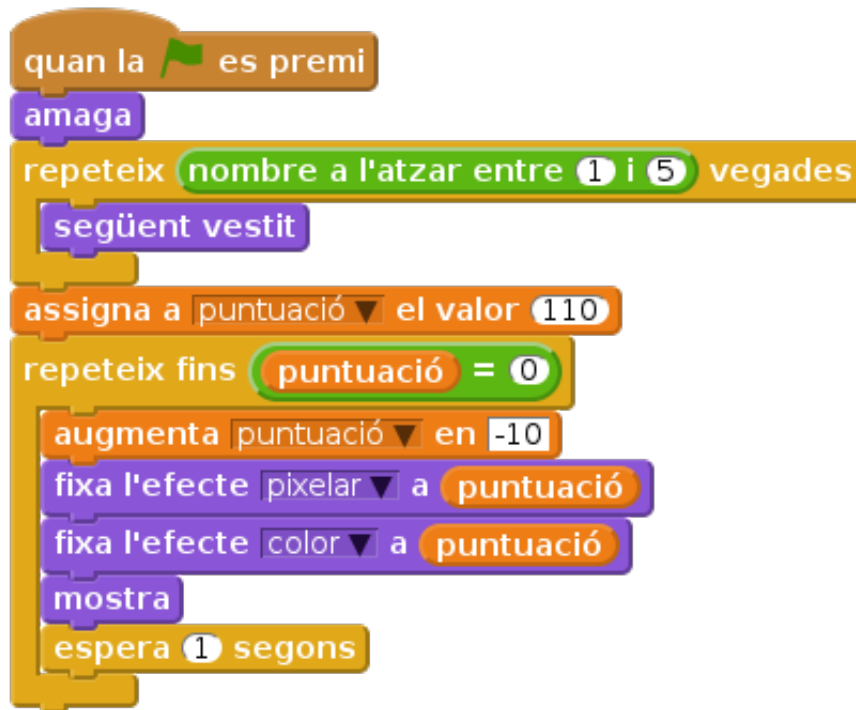 quan la es premi
amaga
repeteix nombre a l'atzar entre 1 i 5 vegades
següent vestit
assigna a puntuació el valor 110
repeteix fins puntuació = 0
augmenta puntuació en -10
fixa l'efecte pixelar a puntuació
fixa l'efecte color a puntuació
mostra
espera 1 segons